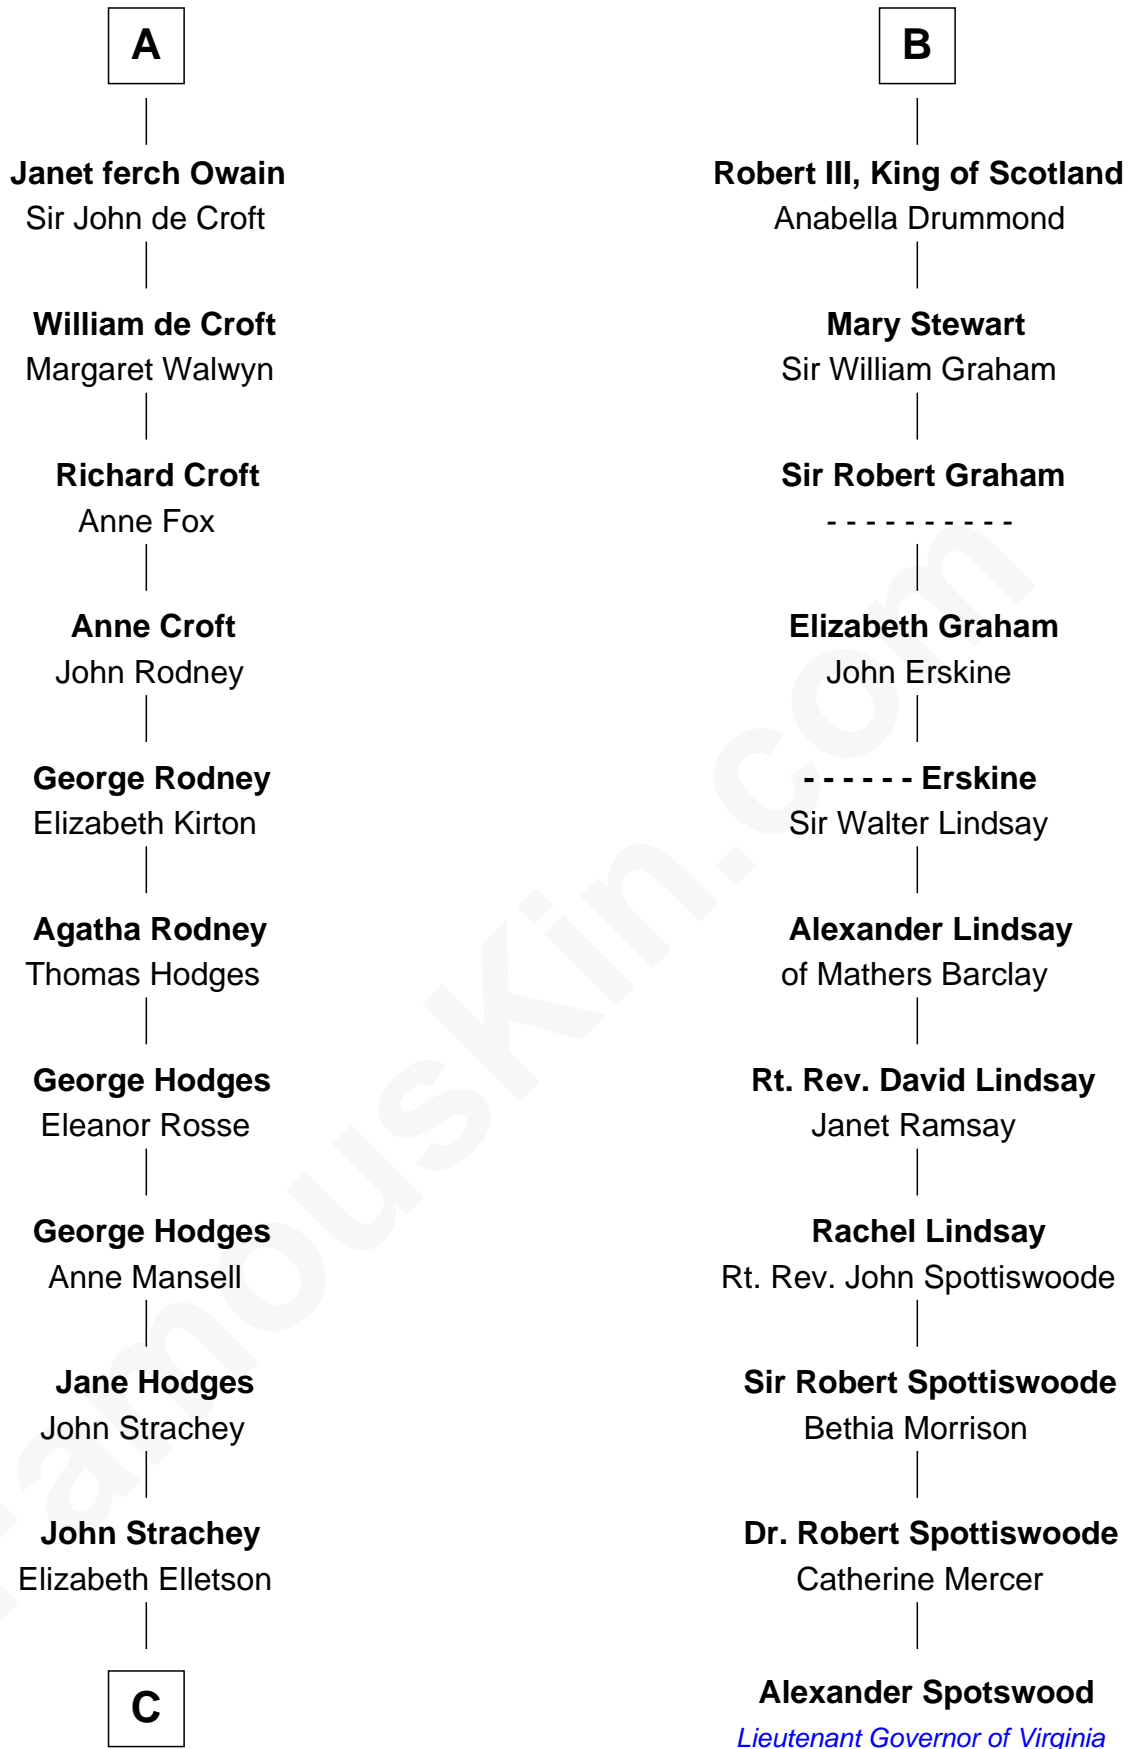 A
Janet ferch Owain
Sir John de Croft
William de Croft
Margaret Walwyn
Richard Croft
Anne Fox
Anne Croft
John Rodney
George Rodney
Elizabeth Kirton
Agatha Rodney
Thomas Hodges
George Hodges
Eleanor Rosse
George Hodges
Anne Mansell
Jane Hodges
John Strachey
John Strachey
Elizabeth Elletson
C
B
Robert III, King of Scotland
Anabella Drummond
Mary Stewart
Sir William Graham
Sir Robert Graham
- - - - - - - - - -
Elizabeth Graham
John Erskine
- - - - - - Erskine
Sir Walter Lindsay
Alexander Lindsay
of Mathers Barclay
Rt. Rev. David Lindsay
Janet Ramsay
Rachel Lindsay
Rt. Rev. John Spottiswoode
Sir Robert Spottiswoode
Bethia Morrison
Dr. Robert Spottiswoode
Catherine Mercer
Alexander Spotswood
Lieutenant Governor of Virginia
FamousKin.com